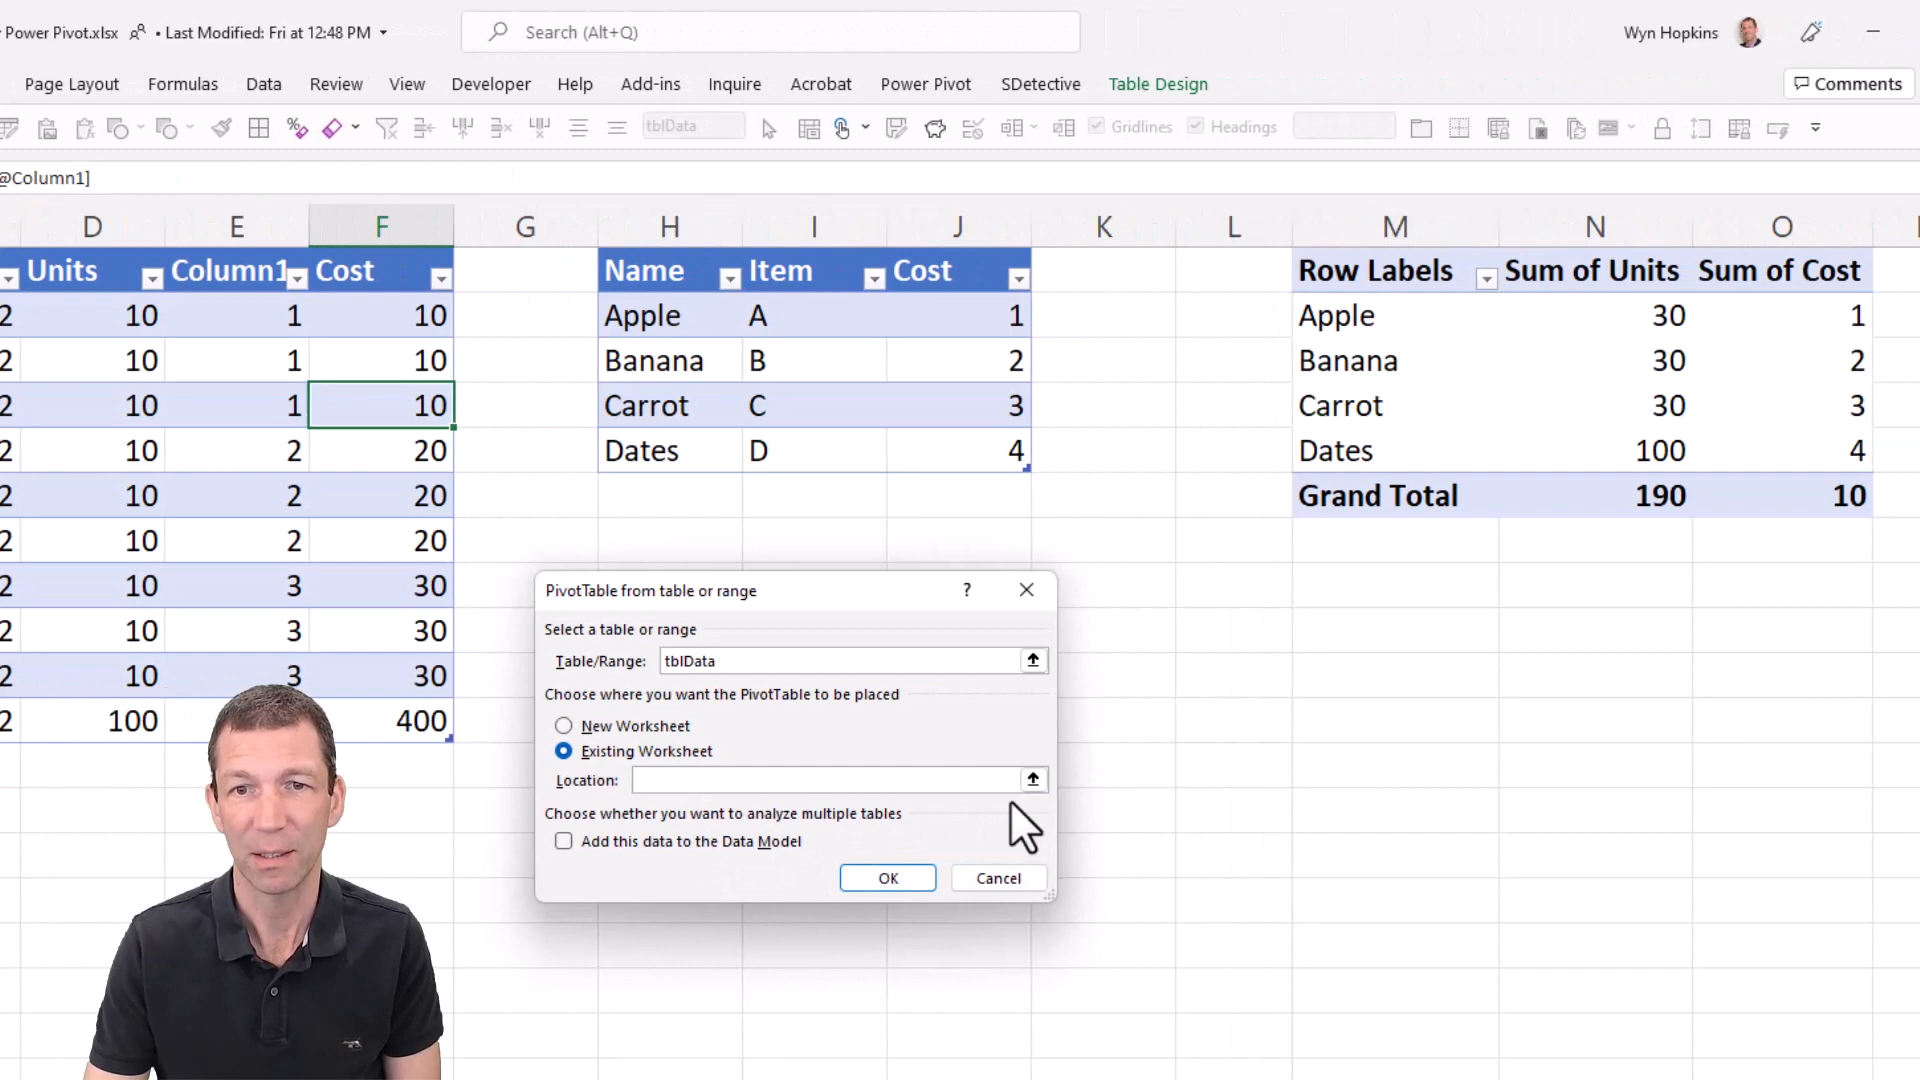 Power Pivot.xlsx • Last Modified: Fri at 12:48 PM
Search (Alt+Q)
Wyn Hopkins
Page Layout Formulas Data Review View Developer Help Add-ins Inquire Acrobat Power Pivot SDetective Table Design
Comments
tblData Gridlines Headings
@Column1]
D E F G H I J K L M N O
Units Column1 Cost Name Item Cost Row Labels Sum of Units Sum of Cost
2 10 1 10 Apple A 1 Apple 30 1
2 10 1 10 Banana B 2 Banana 30 2
2 10 1 10 Carrot C 3 Carrot 30 3
2 10 2 20 Dates D 4 Dates 100 4
2 10 2 20 Grand Total 190 10
2 10 2 20
2 10 3 30
2 10 3 30
2 10 3 30
2 100 400
PivotTable from table or range ?
Select a table or range
Table/Range: tblData
Choose where you want the PivotTable to be placed
New Worksheet
Existing Worksheet
Location:
Choose whether you want to analyze multiple tables
Add this data to the Data Model
OK Cancel